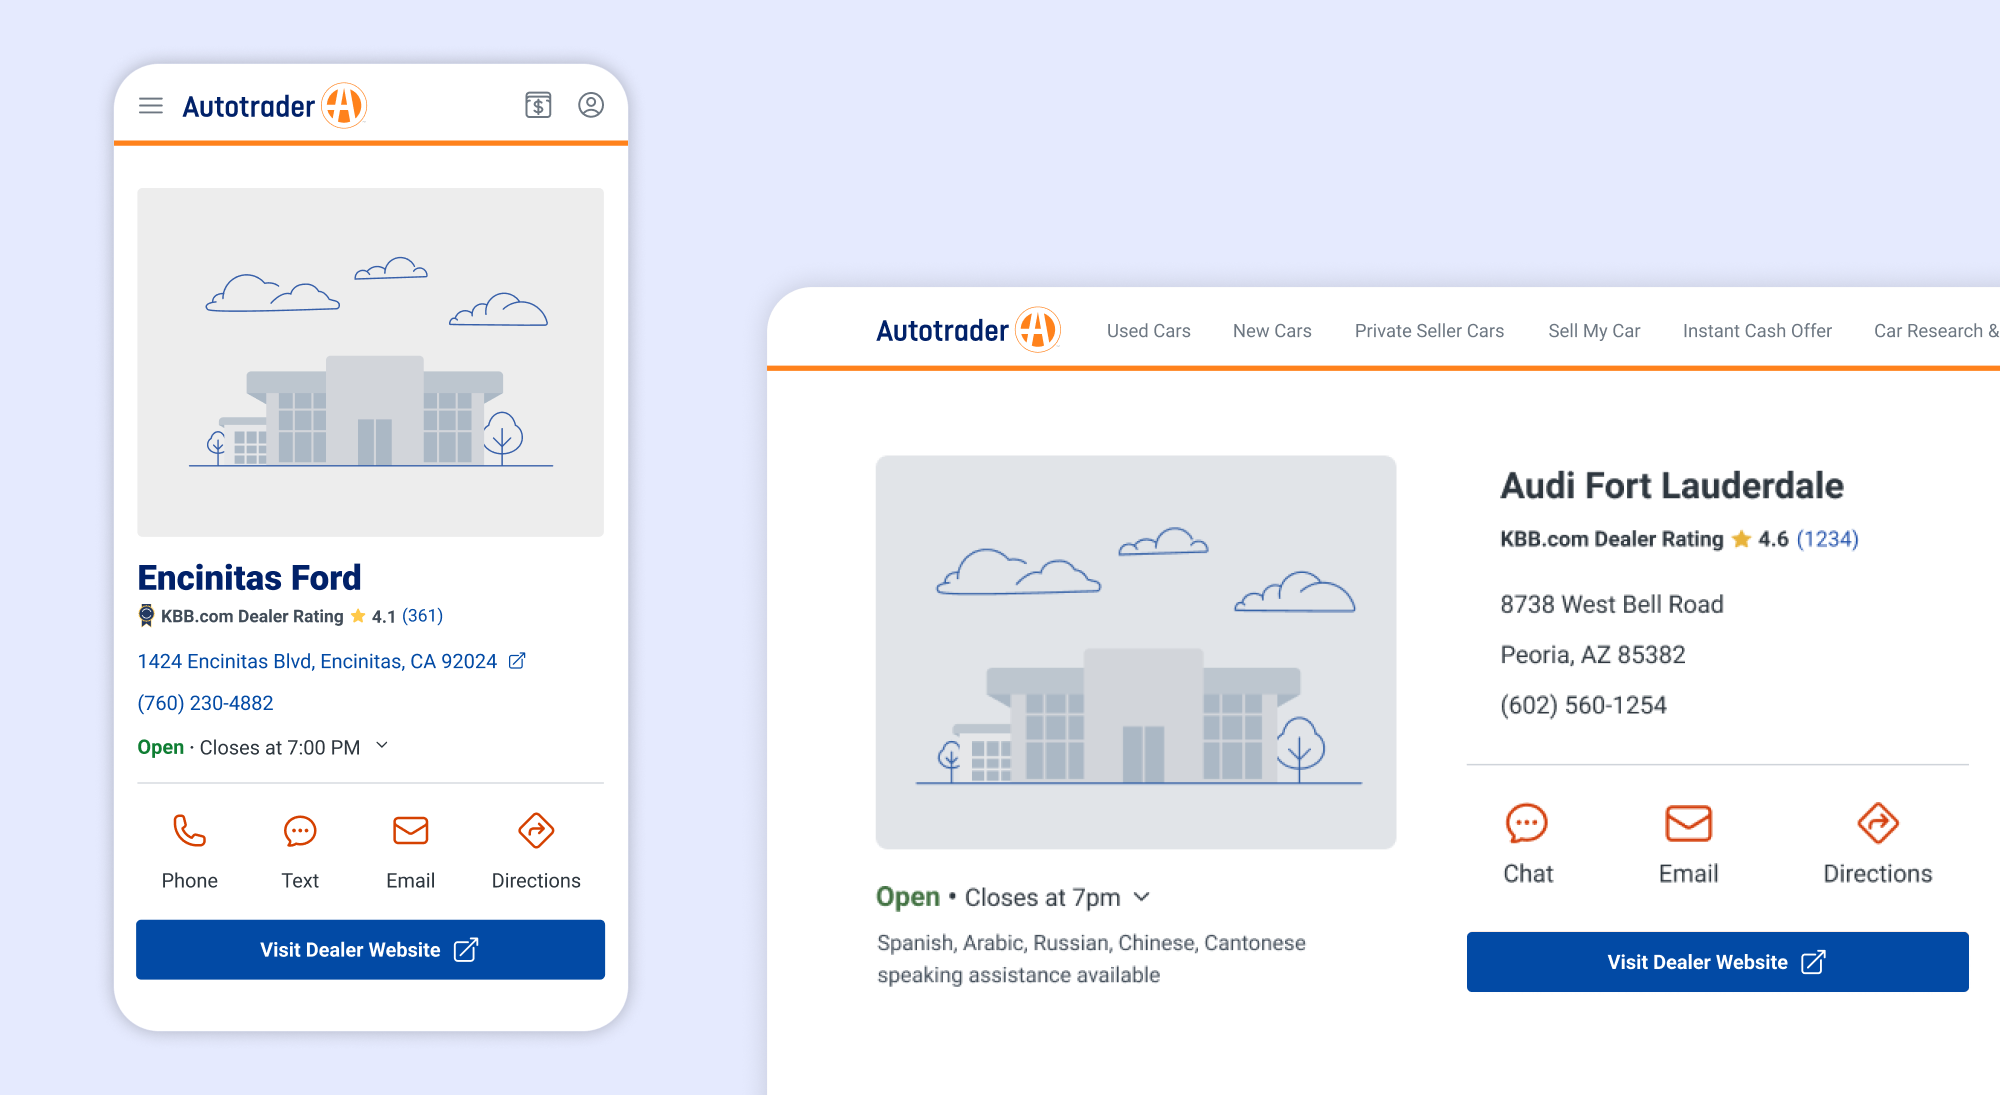 Autotrader
Encinitas Ford
KBB.com Dealer Rating 4.1 (361)
1424 Encinitas Blvd, Encinitas, CA 92024
(760) 230-4882
Open · Closes at 7:00 PM
Phone Text Email Directions
Visit Dealer Website
Autotrader Used Cars New Cars Private Seller Cars Sell My Car Instant Cash Offer Car Research &
Audi Fort Lauderdale
KBB.com Dealer Rating 4.6 (1234)
8738 West Bell Road
Peoria, AZ 85382
(602) 560-1254
Chat Email Directions
Visit Dealer Website
Open • Closes at 7pm
Spanish, Arabic, Russian, Chinese, Cantonese
speaking assistance available